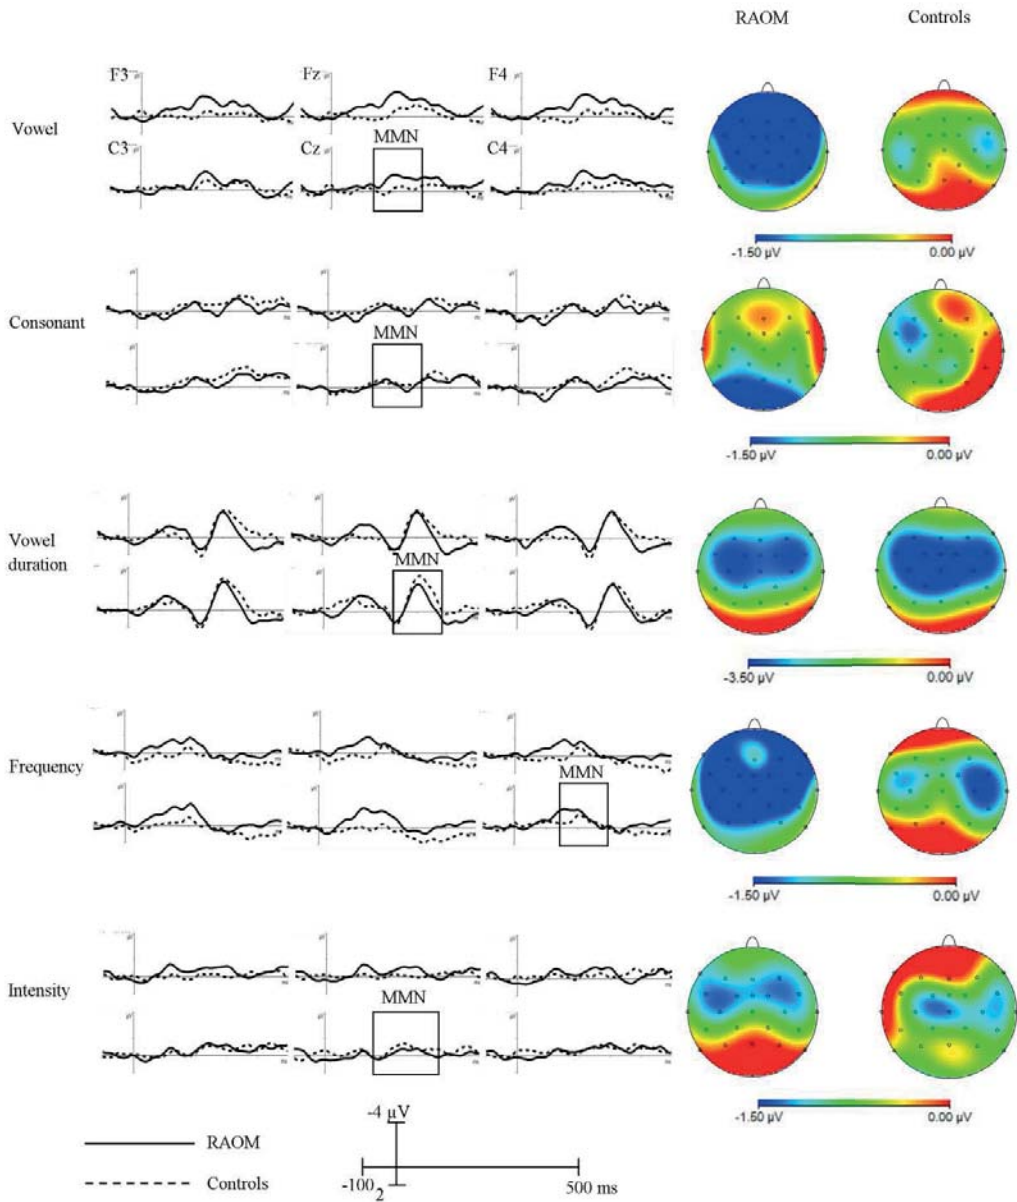 RAOM Controls
F3 Fz F4
Vowel
MMN
C3 Cz C4
-1.50 µV 0.00 µV
Consonant
MMN
-1.50 µV 0.00 µV
Vowel
duration
MMN
-3.50 µV 0.00 µV
Frequency
MMN
-1.50 µV 0.00 µV
Intensity
MMN
-1.50 µV 0.00 µV
-4 µV
RAOM
Controls
-100 2 500 ms